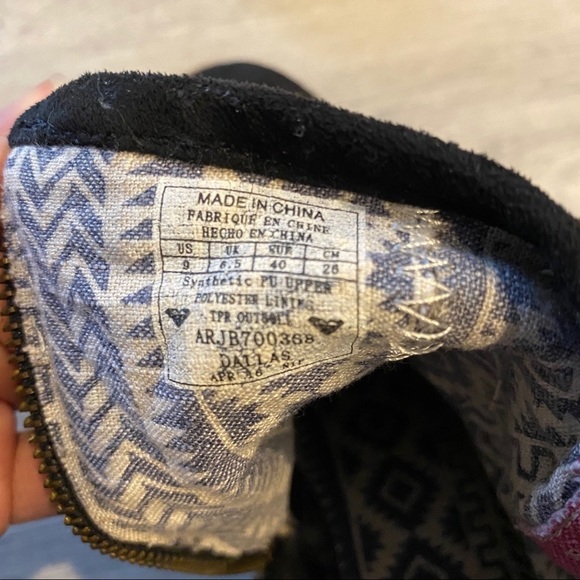 MADE IN CHINA
FABRIQUE EN CHINE
HECHO EN CHINA
US UK EUR CM
9 6.5 40 26
Synthetic PU UPPER
POLYESTER LINING
TPR OUTSOLE
ARJB700368
DALLAS